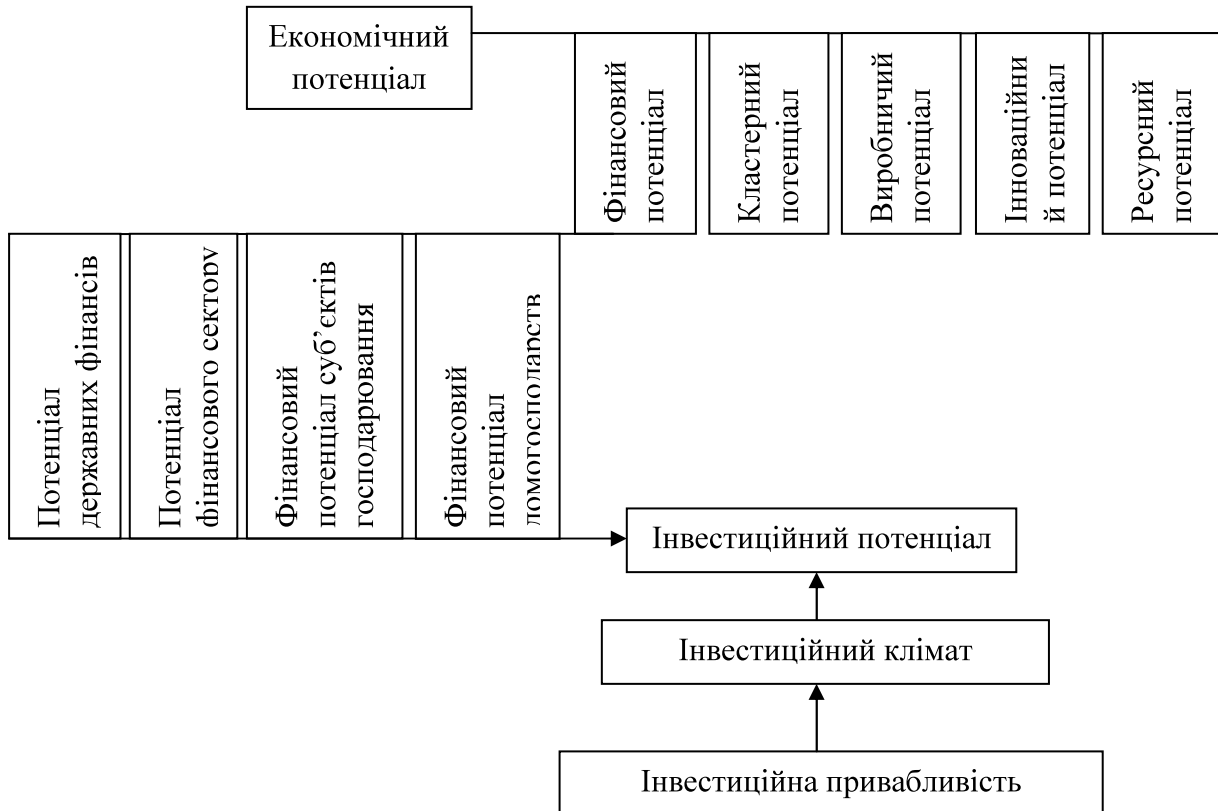 Економічний
потенціал
Фінансовий
потенціал
Кластерний
потенціал
Виробничий
потенціал
Інноваційни
й потенціал
Ресурсний
потенціал
Потенціал
державних фінансів
Потенціал
фінансового сектору
Фінансовий
потенціал суб’єктів
господарювання
Фінансовий
потенціал
домогосподарств
Інвестиційний потенціал
Інвестиційний клімат
Інвестиційна привабливість